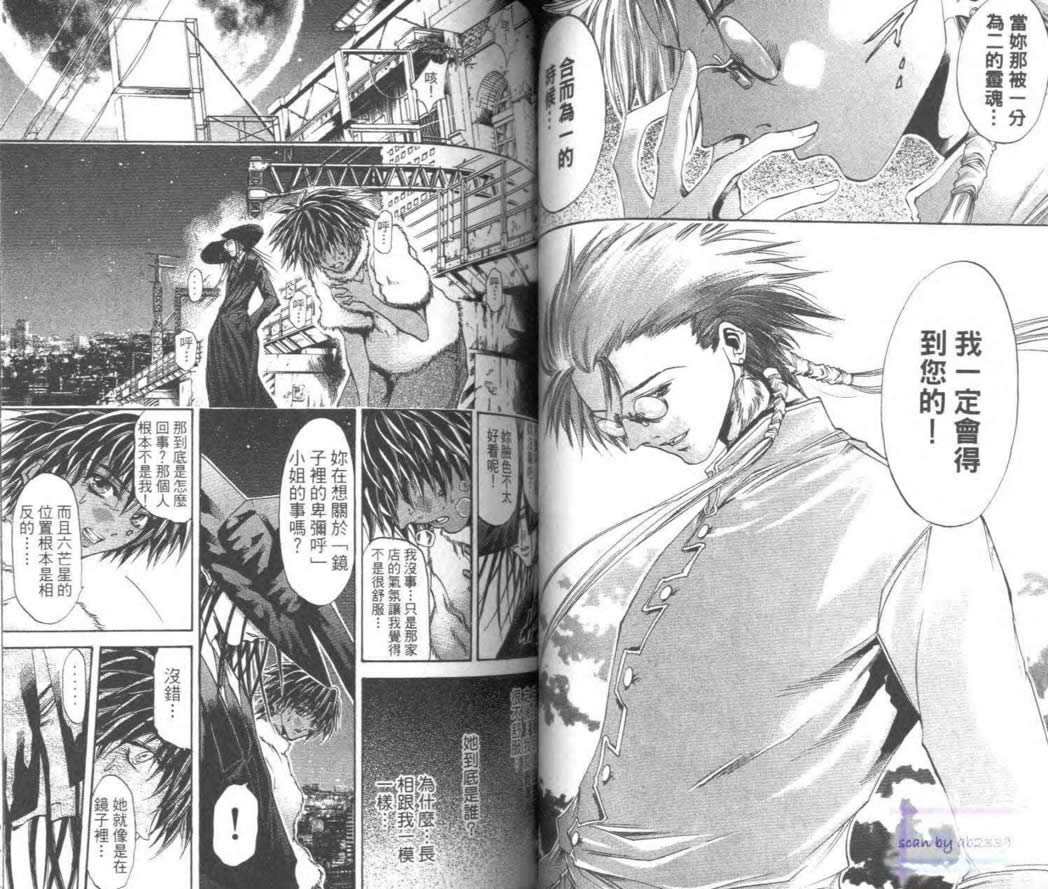 當妳那被一分
為二的靈魂…
合而為一的
時候…
我一定會得
到您的！
咳！
呼…
呼…
呼…
呼…
……
妳臉色不太
好看呢！
我沒事…只是那家
店的氣氛讓我覺得
不是很舒服…
妳在想關於「鏡
子裡的卑彌呼」
小姐的事嗎？
那到底是怎麼
回事？那個人
根本不是我！
而且六芒星的
位置根本是相
反的……
她到底是誰？
為什麼…長
相跟我一模
一樣…
！
沒錯…
她就像是在
鏡子裡…
……
scan by ab2339